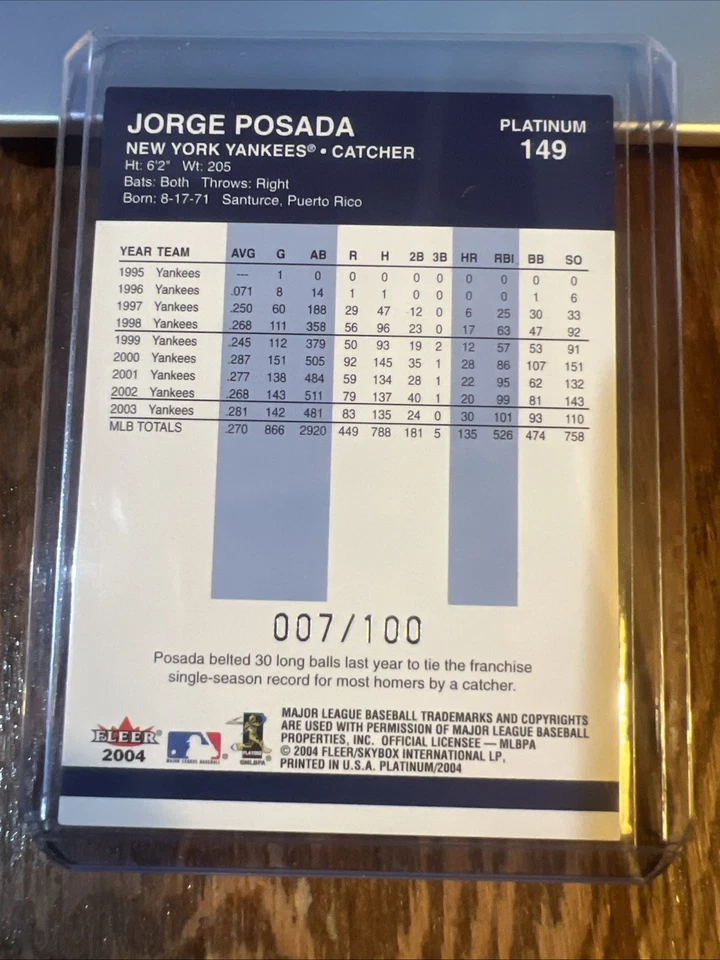 JORGE POSADA
PLATINUM
149
NEW YORK YANKEES® • CATCHER
Ht: 6'2" Wt: 205
Bats: Both Throws: Right
Born: 8-17-71 Santurce, Puerto Rico
YEAR TEAM AVG G AB R H 2B 3B HR RBI BB SO
1995 Yankees --- 1 0 0 0 0 0 0 0 0 0
1996 Yankees .071 8 14 1 1 0 0 0 0 1 6
1997 Yankees .250 60 188 29 47 12 0 6 25 30 33
1998 Yankees .268 111 358 56 96 23 0 17 63 47 92
1999 Yankees .245 112 379 50 93 19 2 12 57 53 91
2000 Yankees .287 151 505 92 145 35 1 28 86 107 151
2001 Yankees .277 138 484 59 134 28 1 22 95 62 132
2002 Yankees .268 143 511 79 137 40 1 20 99 81 143
2003 Yankees .281 142 481 83 135 24 0 30 101 93 110
MLB TOTALS .270 866 2920 449 788 181 5 135 526 474 758
007/100
Posada belted 30 long balls last year to tie the franchise
single-season record for most homers by a catcher.
FLEER
2004
MAJOR LEAGUE BASEBALL
PLAYERS
©MLBPA
MAJOR LEAGUE BASEBALL TRADEMARKS AND COPYRIGHTS
ARE USED WITH PERMISSION OF MAJOR LEAGUE BASEBALL
PROPERTIES, INC. OFFICIAL LICENSEE — MLBPA
© 2004 FLEER/SKYBOX INTERNATIONAL LP,
PRINTED IN U.S.A. PLATINUM/2004